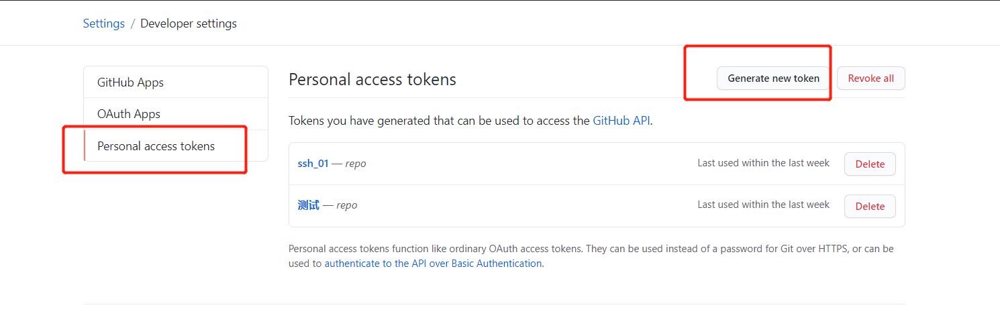 Settings / Developer settings
GitHub Apps
OAuth Apps
Personal access tokens
Personal access tokens
Generate new token
Revoke all
Tokens you have generated that can be used to access the GitHub API.
ssh_01 — repo
Last used within the last week
Delete
测试 — repo
Last used within the last week
Delete
Personal access tokens function like ordinary OAuth access tokens. They can be used instead of a password for Git over HTTPS, or can be
used to authenticate to the API over Basic Authentication.